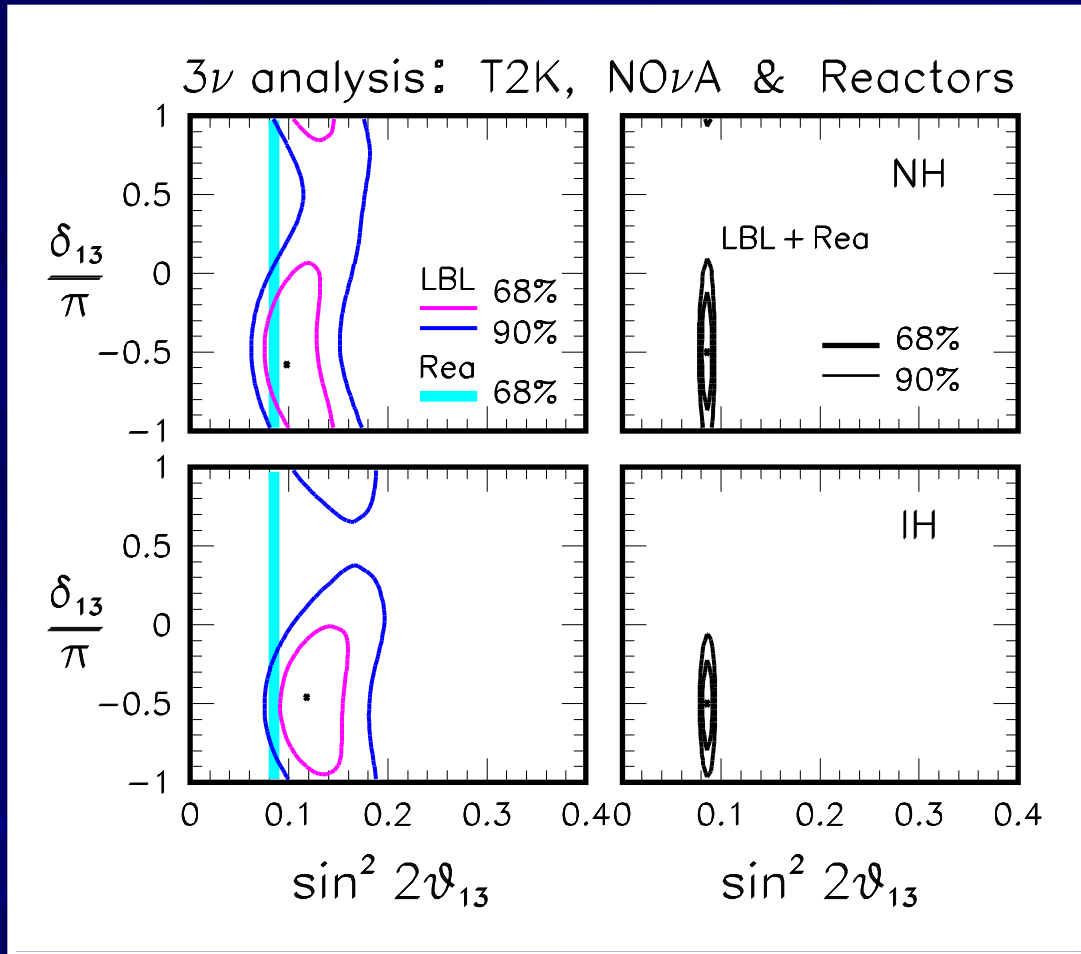 3ν analysis: T2K, NOνA & Reactors
1
0.5
0
−0.5
−1
δ₁₃
π
LBL
68%
90%
Rea
68%
NH
LBL + Rea
68%
90%
1
0.5
0
−0.5
−1
δ₁₃
π
IH
0 0.1 0.2 0.3 0.4 0 0.1 0.2 0.3 0.4
sin² 2ϑ₁₃ sin² 2ϑ₁₃